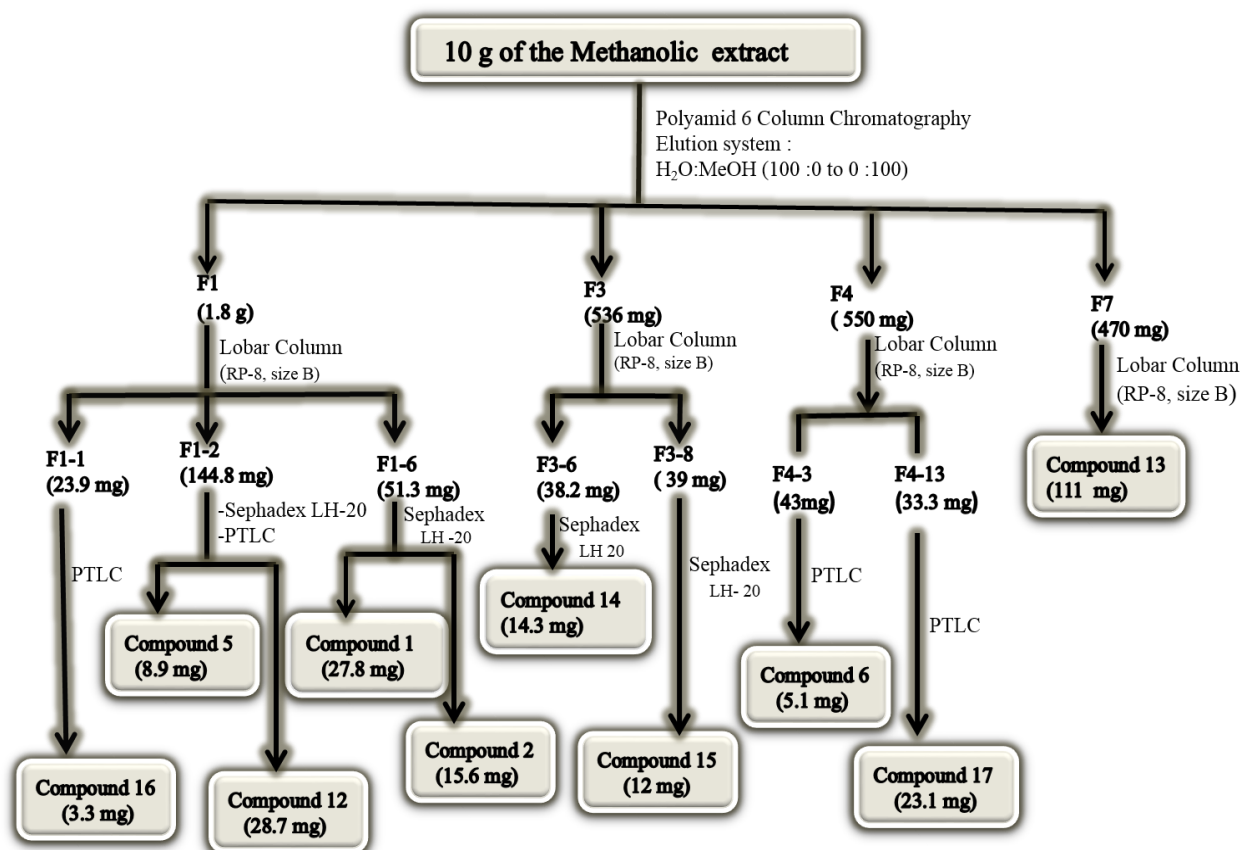 10 g of the Methanolic extract
Polyamid 6 Column Chromatography
Elution system :
H₂O:MeOH (100 :0 to 0 :100)
F1
(1.8 g)
F3
(536 mg)
F4
( 550 mg)
F7
(470 mg)
Lobar Column
(RP-8, size B)
Lobar Column
(RP-8, size B)
Lobar Column
(RP-8, size B)
Lobar Column
(RP-8, size B)
F1-1
(23.9 mg)
F1-2
(144.8 mg)
F1-6
(51.3 mg)
F3-6
(38.2 mg)
F3-8
( 39 mg)
F4-3
(43mg)
F4-13
(33.3 mg)
Compound 13
(111 mg)
PTLC
-Sephadex LH-20
-PTLC
Sephadex
LH -20
Sephadex
LH 20
Sephadex
LH- 20
PTLC
PTLC
Compound 5
(8.9 mg)
Compound 1
(27.8 mg)
Compound 14
(14.3 mg)
Compound 6
(5.1 mg)
Compound 16
(3.3 mg)
Compound 12
(28.7 mg)
Compound 2
(15.6 mg)
Compound 15
(12 mg)
Compound 17
(23.1 mg)